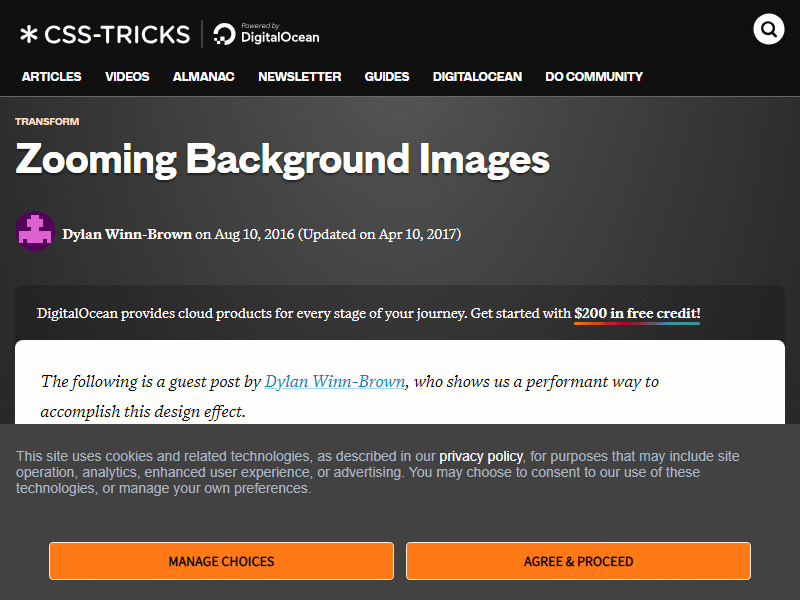 CSS-TRICKS
Powered by
DigitalOcean
ARTICLES VIDEOS ALMANAC NEWSLETTER GUIDES DIGITALOCEAN DO COMMUNITY
TRANSFORM
Zooming Background Images
Dylan Winn-Brown on Aug 10, 2016 (Updated on Apr 10, 2017)
DigitalOcean provides cloud products for every stage of your journey. Get started with $200 in free credit!
The following is a guest post by Dylan Winn-Brown, who shows us a performant way to
accomplish this design effect.
This site uses cookies and related technologies, as described in our privacy policy, for purposes that may include site
operation, analytics, enhanced user experience, or advertising. You may choose to consent to our use of these
technologies, or manage your own preferences.
MANAGE CHOICES AGREE & PROCEED